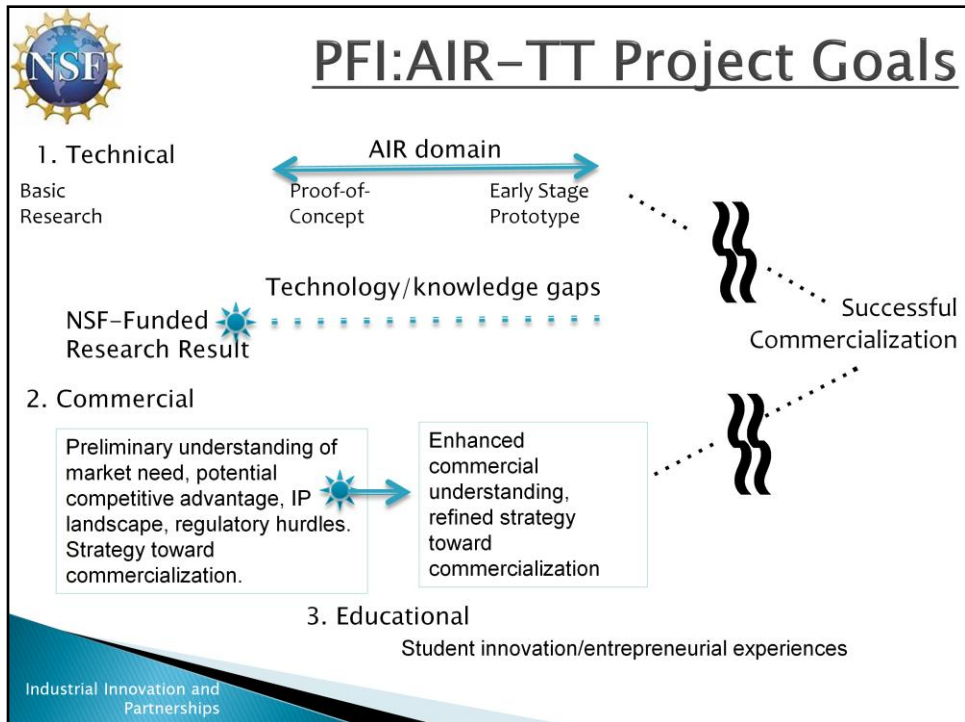 NSF
PFI:AIR-TT Project Goals
1. Technical
AIR domain
Basic
Research
Proof-of-
Concept
Early Stage
Prototype
Technology/knowledge gaps
NSF-Funded
Research Result
Successful
Commercialization
2. Commercial
Preliminary understanding of
market need, potential
competitive advantage, IP
landscape, regulatory hurdles.
Strategy toward
commercialization.
Enhanced
commercial
understanding,
refined strategy
toward
commercialization
3. Educational
Student innovation/entrepreneurial experiences
Industrial Innovation and
Partnerships